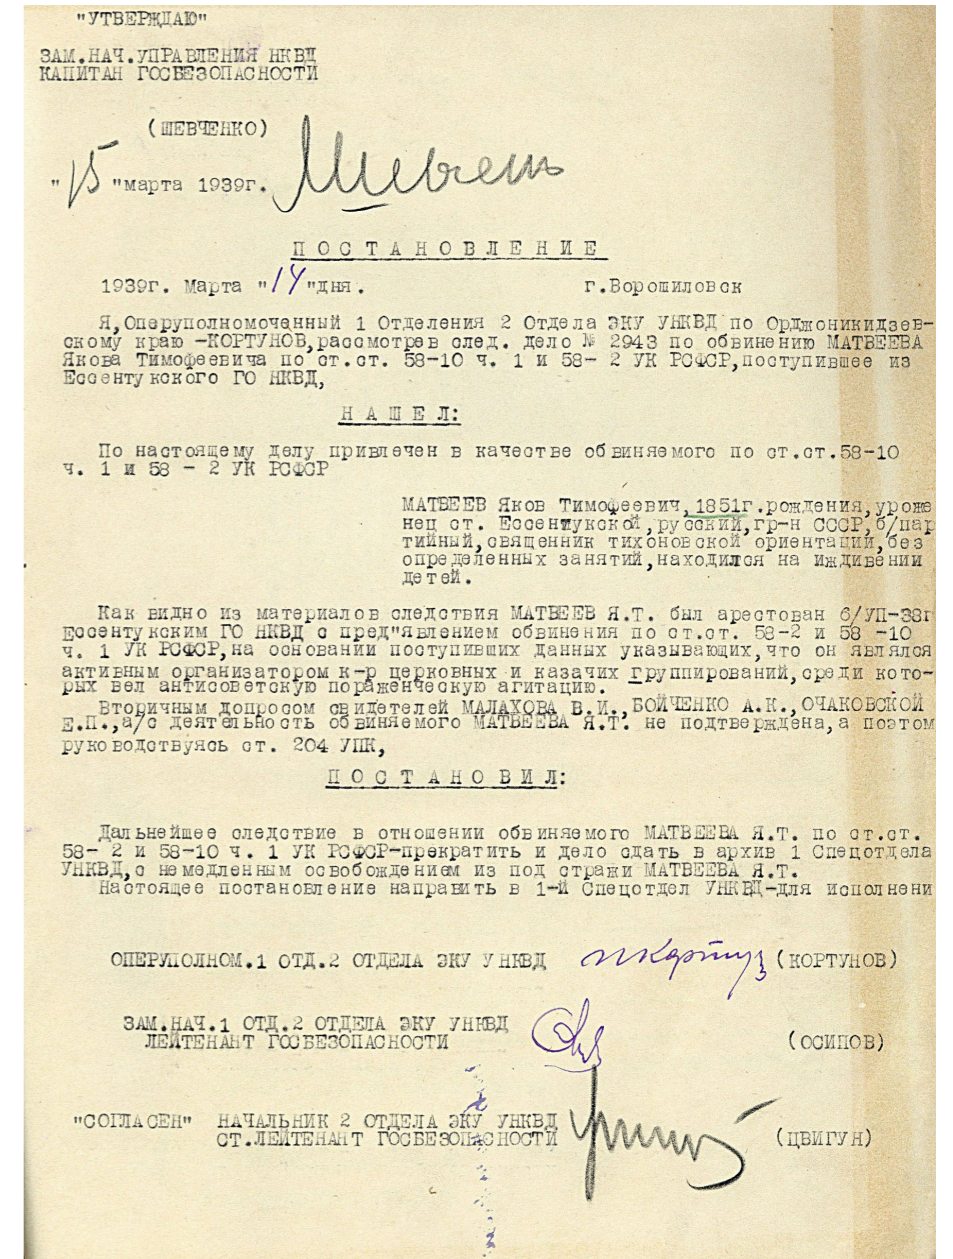 "УТВЕРЖДАЮ"
ЗАМ.НАЧ.УПРАВЛЕНИЯ НКВД
КАПИТАН ГОСБЕЗОПАСНОСТИ
(ШЕВЧЕНКО)
"15"марта 1939г.
ПОСТАНОВЛЕНИЕ
1939г. Марта "14"дня. г.Ворошиловск
Я,Оперуполномоченный 1 Отделения 2 Отдела ЭКУ УНКВД по Орджоникидзев-
скому краю -КОРТУНОВ,рассмотрев след. дело № 2943 по обвинению МАТВЕЕВА
Якова Тимофеевича по ст.ст. 58-10 ч. 1 и 58- 2 УК РСФСР,поступившее из
Ессентукского ГО НКВД,
НАШЕЛ:
По настоящему делу привлечен в качестве обвиняемого по ст.ст.58-10
ч. 1 и 58 - 2 УК РСФСР
МАТВЕЕВ Яков Тимофеевич,1851г.рождения,уроже
нец ст. Ессентукской,русский,гр-н СССР,б/пар
тийный,священник тихоновской ориентации,без
определенных занятий,находился на иждивении
детей.
Как видно из материалов следствия МАТВЕЕВ Я.Т. был арестован 6/УП-38г
Ессентукским ГО НКВД с пред"явлением обвинения по ст.ст. 58-2 и 58 -10
ч. 1 УК РСФСР,на основании поступивших данных указывающих,что он являлся
активным организатором к-р церковных и казачих группирований,среди кото-
рых вел антисоветскую пораженческую агитацию.
Вторичным допросом свидетелей МАЛАХОВА В.И.,БОЙЧЕНКО А.К.,ОЧАКОВСКОЙ
Е.П.,а/с деятельность обвиняемого МАТВЕЕВА Я.Т. не подтверждена,а поэтом
руководствуясь ст. 204 УПК,
ПОСТАНОВИЛ:
Дальнейшее следствие в отношении обвиняемого МАТВЕЕВА Я.Т. по ст.ст.
58- 2 и 58-10 ч. 1 УК РСФСР-прекратить и дело сдать в архив 1 Спецотдела
УНКВД,с немедленным освобождением из под стражи МАТВЕЕВА Я.Т.
Настоящее постановление направить в 1-й Спецотдел УНКВД-для исполнени
ОПЕРУПОЛНОМ.1 ОТД.2 ОТДЕЛА ЭКУ УНКВД (КОРТУНОВ)
ЗАМ.НАЧ.1 ОТД.2 ОТДЕЛА ЭКУ УНКВД
ЛЕЙТЕНАНТ ГОСБЕЗОПАСНОСТИ (ОСИПОВ)
"СОГЛАСЕН" НАЧАЛЬНИК 2 ОТДЕЛА ЭКУ УНКВД
СТ.ЛЕЙТЕНАНТ ГОСБЕЗОПАСНОСТИ (ЦВИГУН)